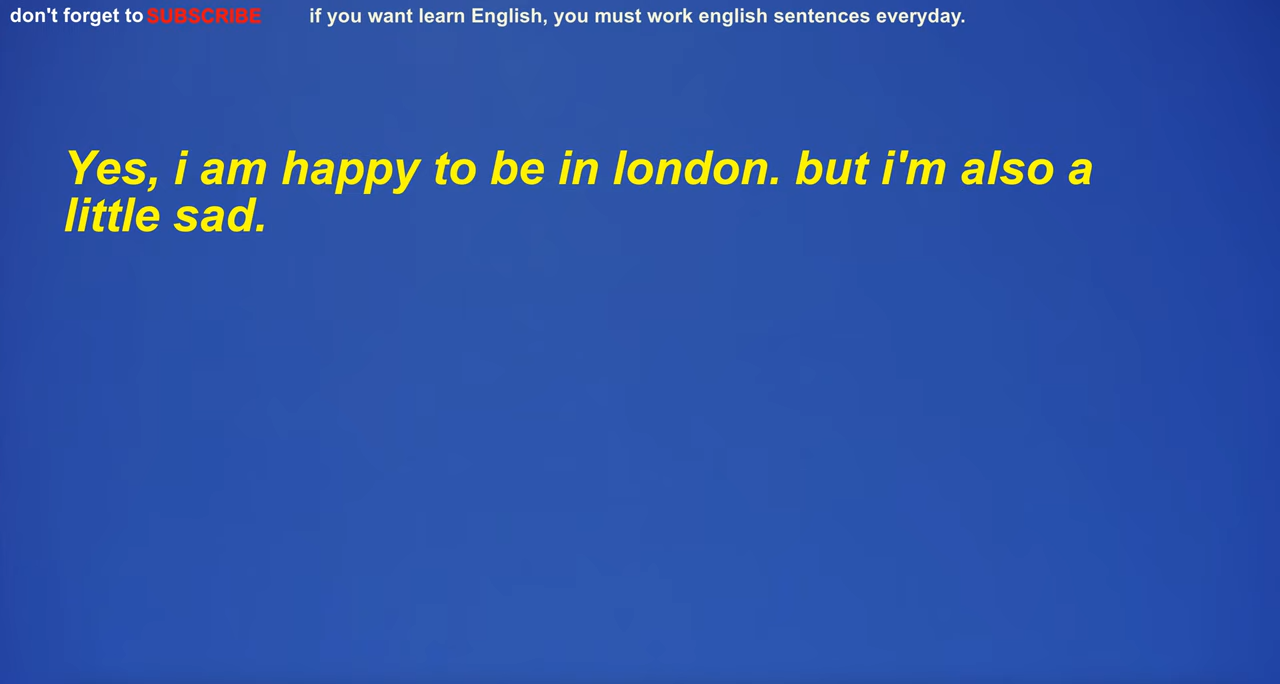 don't forget to SUBSCRIBE if you want learn English, you must work english sentences everyday.
Yes, i am happy to be in london. but i'm also a
little sad.